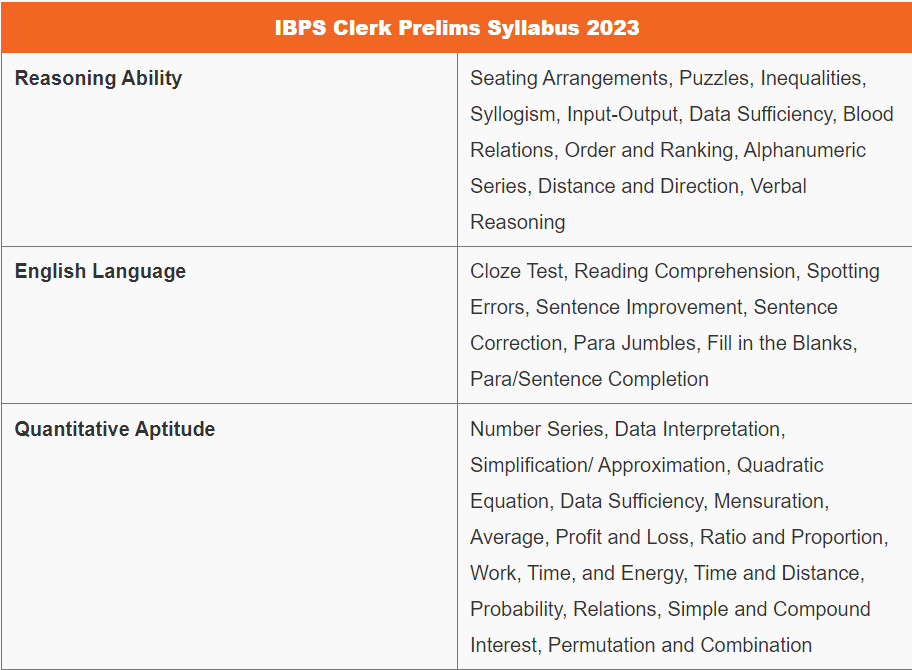 IBPS Clerk Prelims Syllabus 2023
Reasoning Ability
Seating Arrangements, Puzzles, Inequalities,
Syllogism, Input-Output, Data Sufficiency, Blood
Relations, Order and Ranking, Alphanumeric
Series, Distance and Direction, Verbal
Reasoning
English Language
Cloze Test, Reading Comprehension, Spotting
Errors, Sentence Improvement, Sentence
Correction, Para Jumbles, Fill in the Blanks,
Para/Sentence Completion
Quantitative Aptitude
Number Series, Data Interpretation,
Simplification/ Approximation, Quadratic
Equation, Data Sufficiency, Mensuration,
Average, Profit and Loss, Ratio and Proportion,
Work, Time, and Energy, Time and Distance,
Probability, Relations, Simple and Compound
Interest, Permutation and Combination